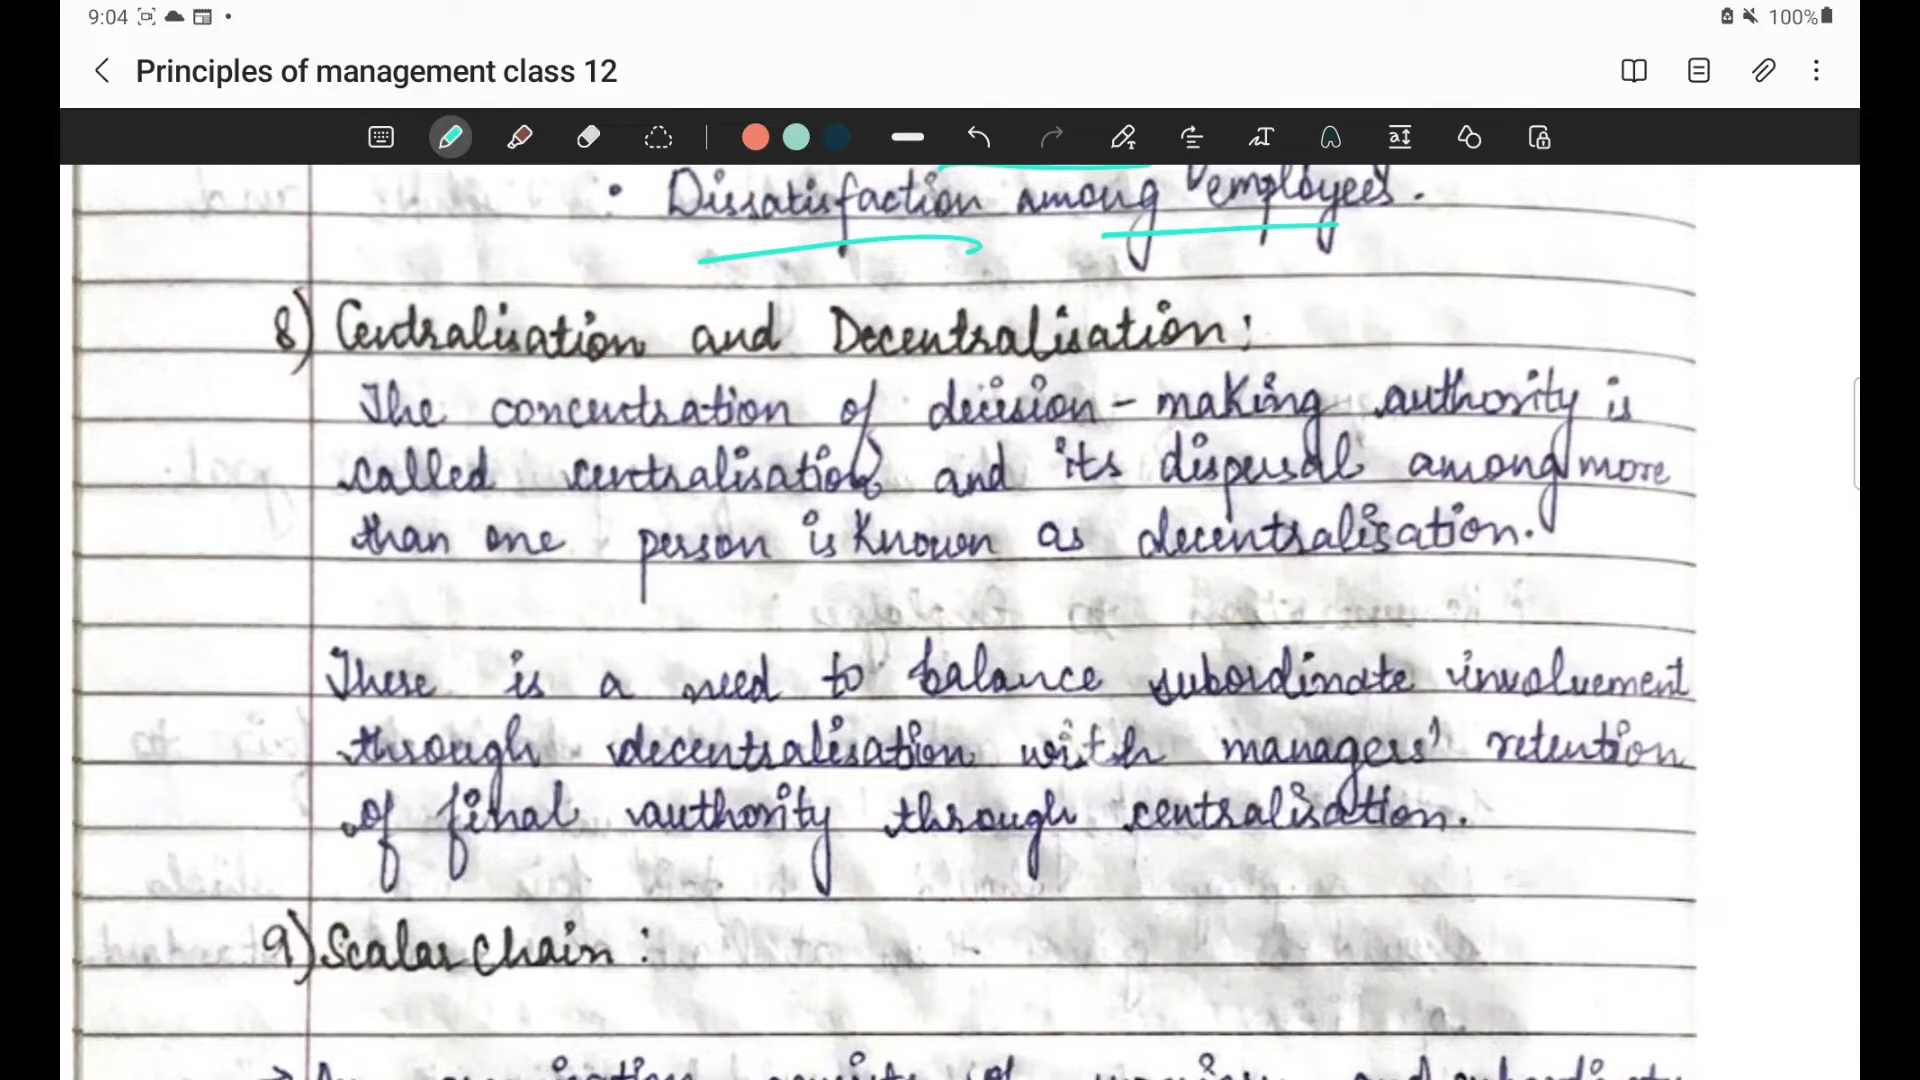 9:04
100%
Principles of management class 12
• Dissatisfaction among employees.
8) Centralisation and Decentralisation:
The concentration of decision-making authority is
called centralisation and its dispersal among more
than one person is known as decentralisation.
There is a need to balance subordinate involvement
through decentralisation with managers' retention
of final authority through centralisation.
9) Scalar Chain: